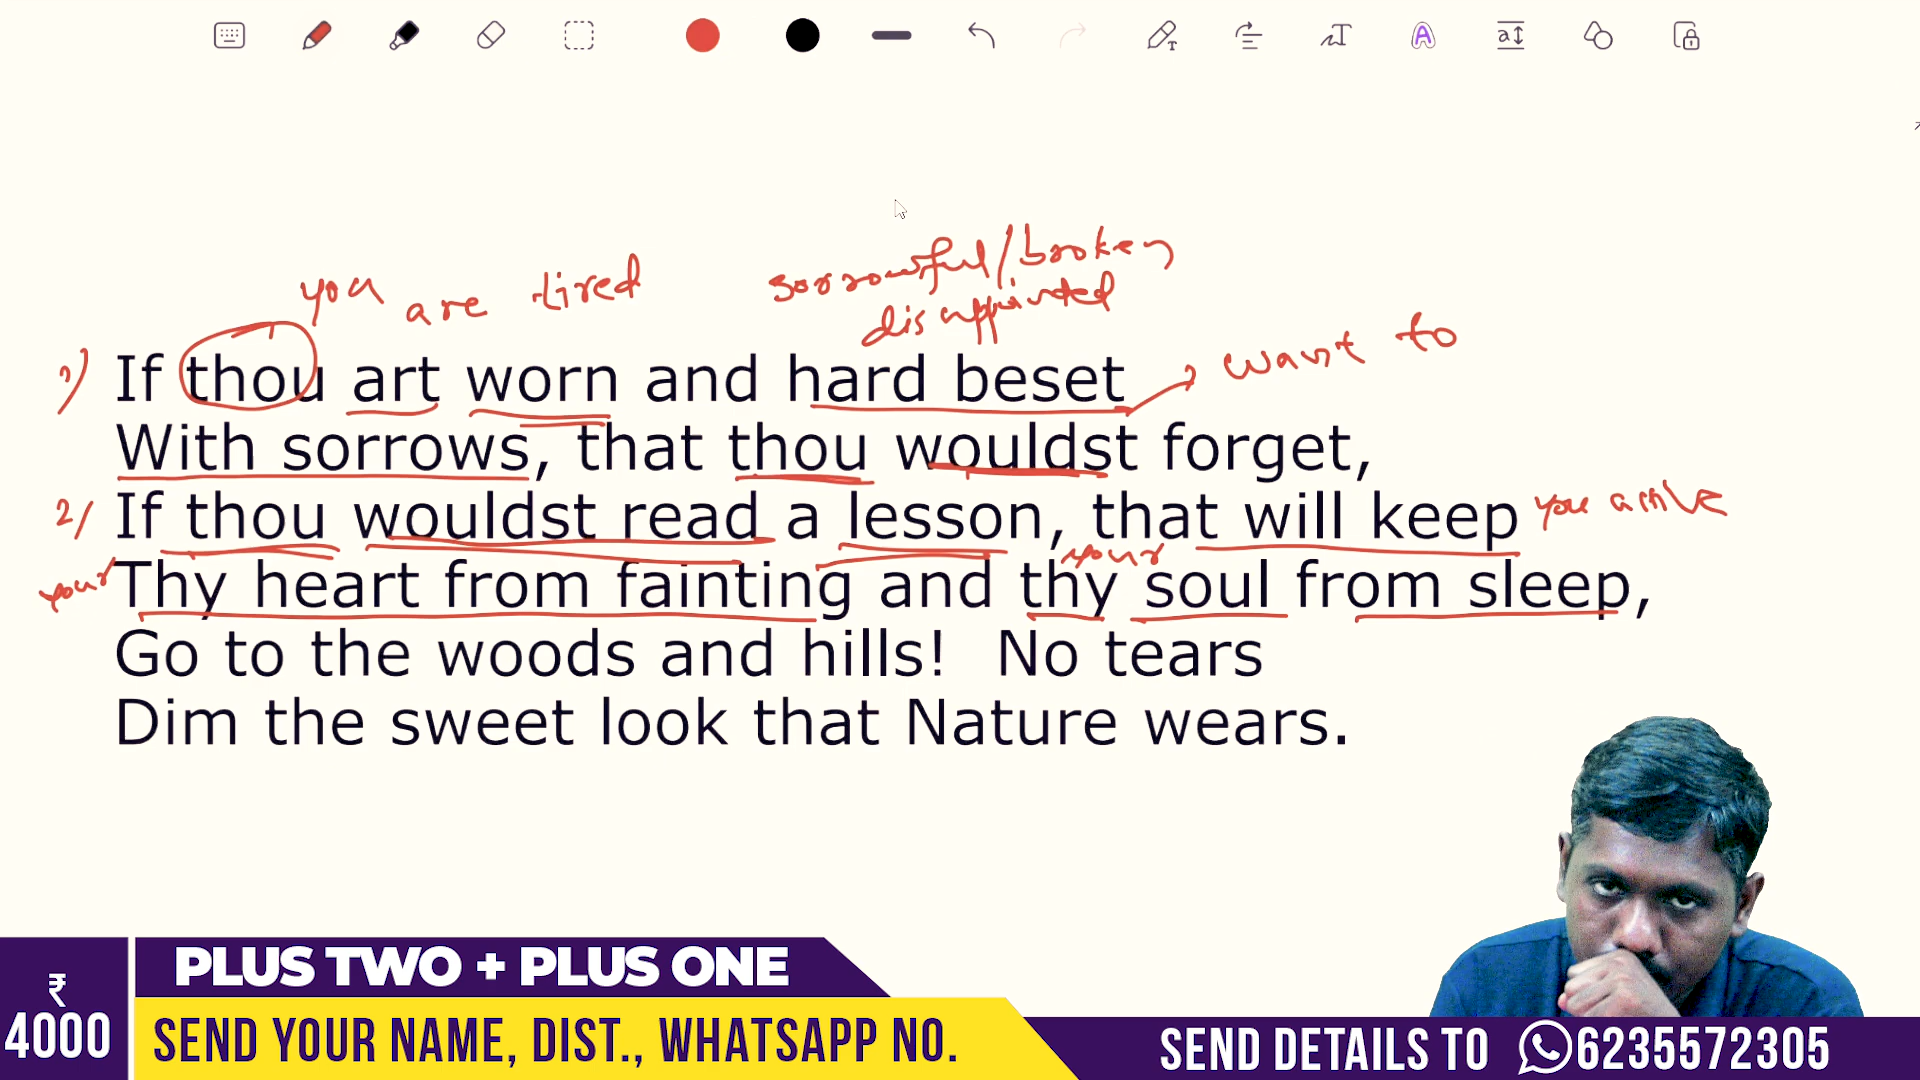 you are tired
sorrowful/broken
disappointed
want to
1) If thou art worn and hard beset
With sorrows, that thou wouldst forget,
2) If thou wouldst read a lesson, that will keep
you
your your
Thy heart from fainting and thy soul from sleep,
Go to the woods and hills! No tears
Dim the sweet look that Nature wears.
₹
4000
PLUS TWO + PLUS ONE
SEND YOUR NAME, DIST., WHATSAPP NO.
SEND DETAILS TO 6235572305